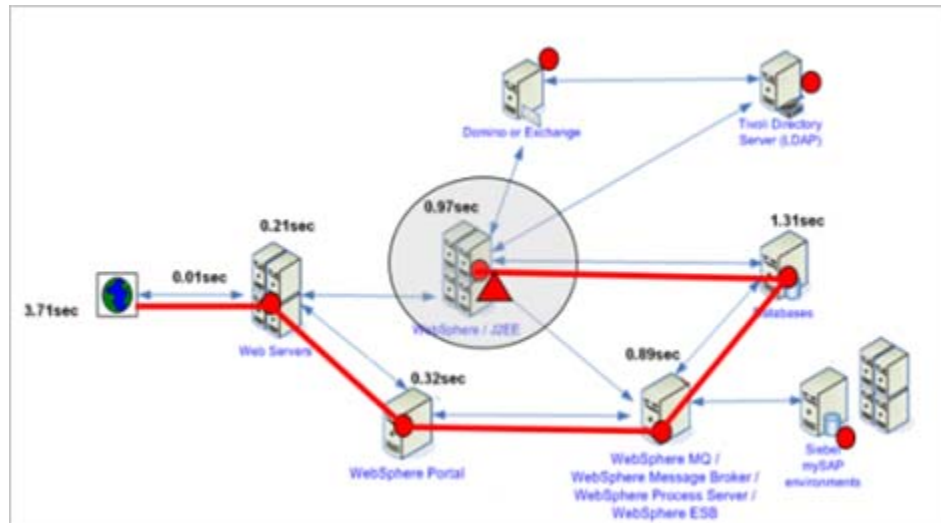 Domino or Exchange
Tivoli Directory
Server (LDAP)
0.97sec
0.21sec
1.31sec
0.01sec
3.71sec
WebSphere / J2EE
Databases
Web Servers
0.89sec
0.32sec
WebSphere Portal
WebSphere MQ /
WebSphere Message Broker /
WebSphere Process Server /
WebSphere ESB
Siebel
mySAP
environments